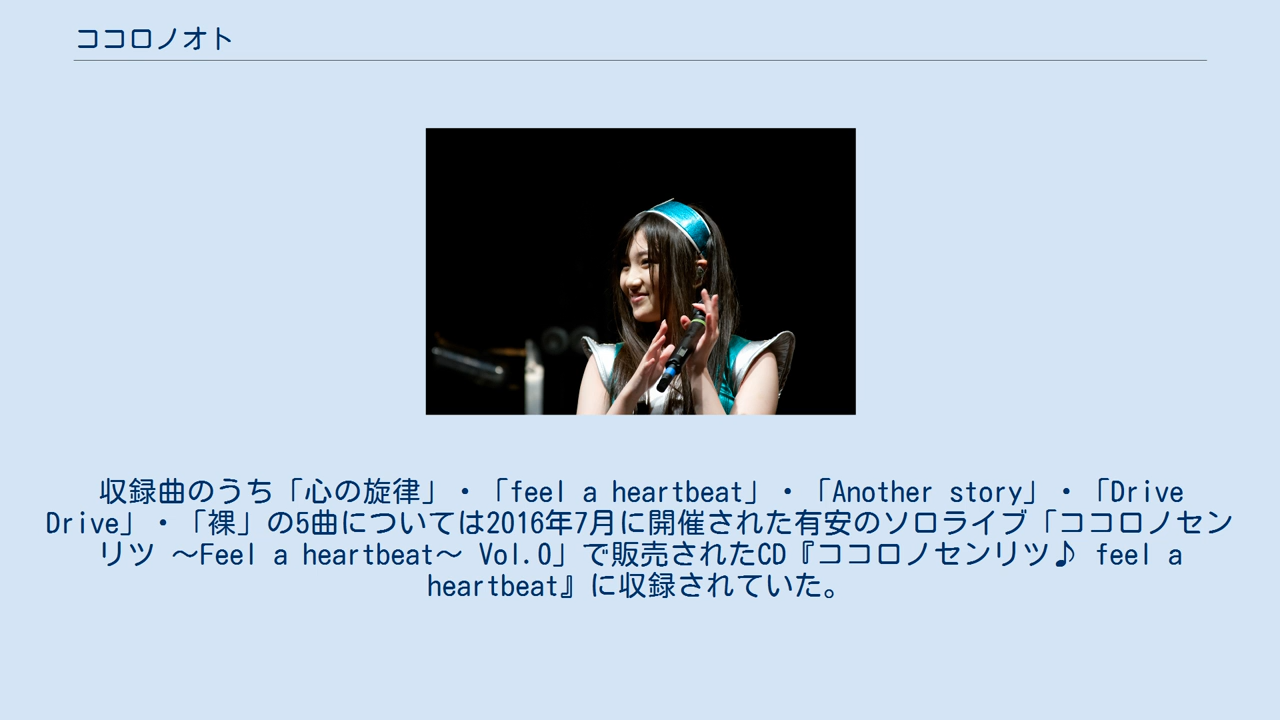 ココロノオト
収録曲のうち「心の旋律」・「feel a heartbeat」・「Another story」・「Drive
Drive」・「裸」の5曲については2016年7月に開催された有安のソロライブ「ココロノセン
リツ ～Feel a heartbeat～ Vol.0」で販売されたCD『ココロノセンリツ♪ feel a
heartbeat』に収録されていた。